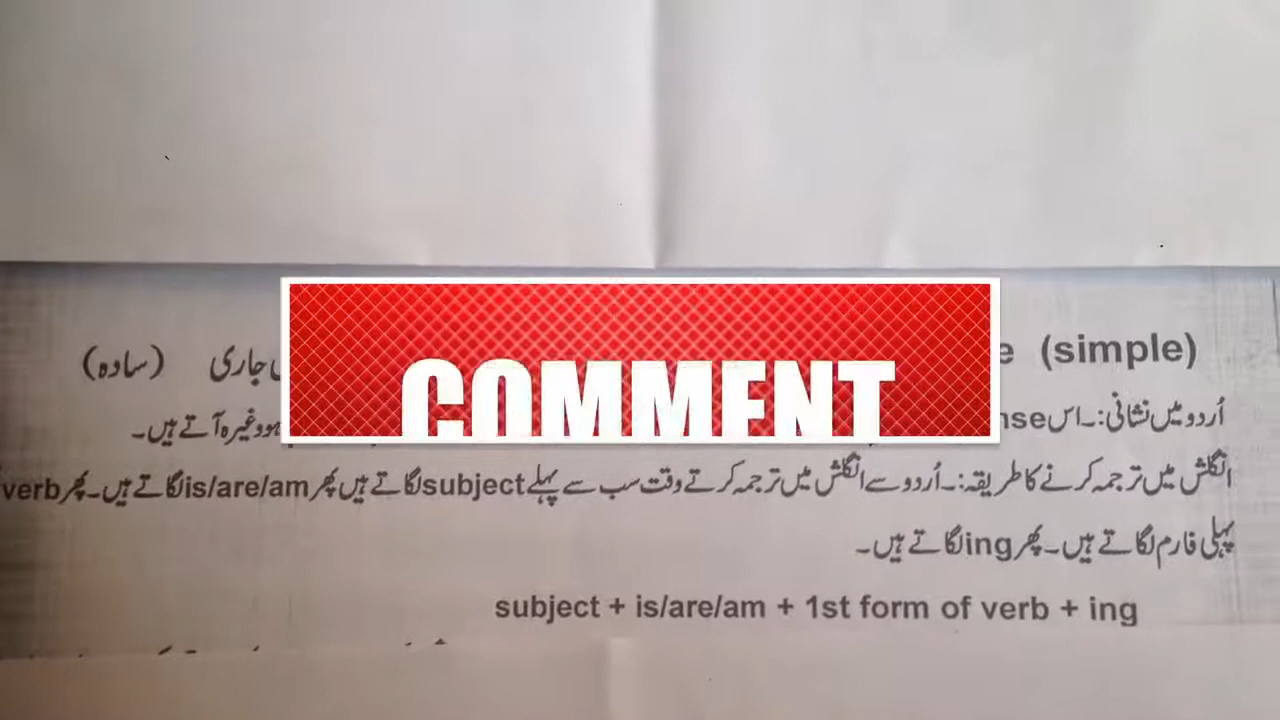 (simple) جاری (سادہ)
اُردو میں نشانی:۔ اس ہو وغیرہ آتے ہیں۔
COMMENT
انگلش میں ترجمہ کرنے کا طریقہ:۔ اُردو سے انگلش میں ترجمہ کرتے وقت سب سے پہلے subject لگاتے ہیں پھر is/are/am لگاتے ہیں۔ پھر verb
پہلی فارم لگاتے ہیں۔ پھر ing لگاتے ہیں۔
subject + is/are/am + 1st form of verb + ing